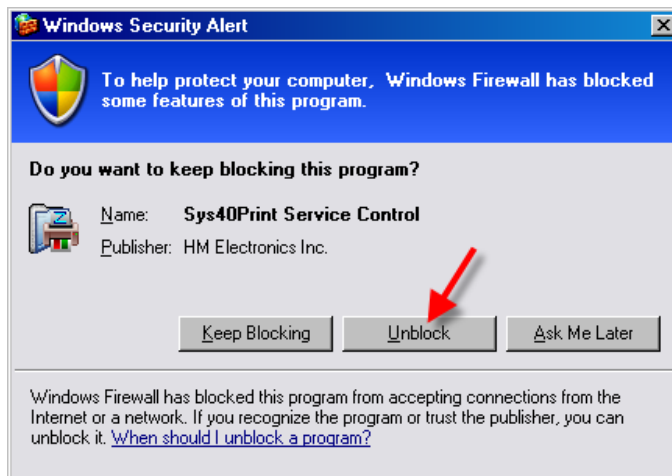 Windows Security Alert
To help protect your computer, Windows Firewall has blocked
some features of this program.
Do you want to keep blocking this program?
Name: Sys40Print Service Control
Publisher: HM Electronics Inc.
Keep Blocking Unblock Ask Me Later
Windows Firewall has blocked this program from accepting connections from the
Internet or a network. If you recognize the program or trust the publisher, you can
unblock it. When should I unblock a program?